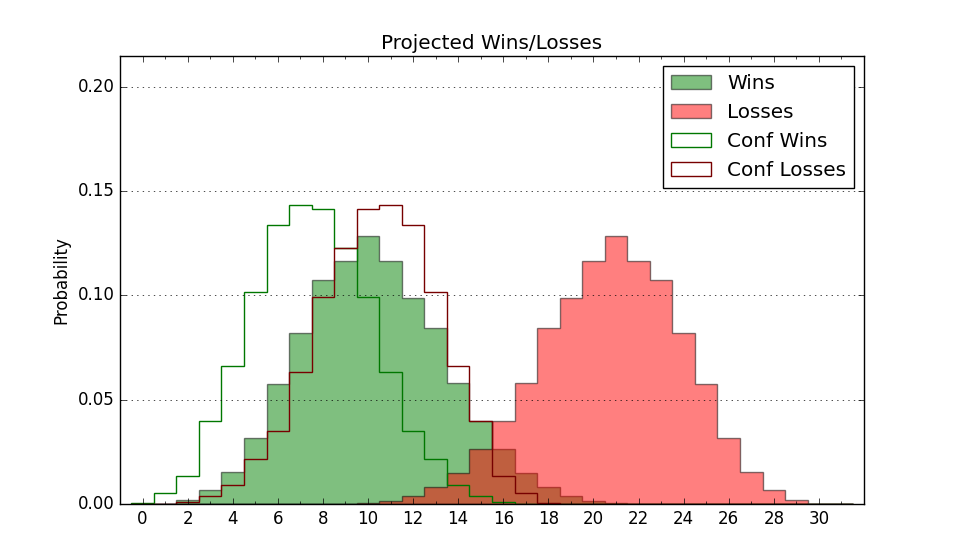 Projected Wins/Losses
0.20
0.15
0.10
0.05
0.00
Probability
Wins
Losses
Conf Wins
Conf Losses
0 2 4 6 8 10 12 14 16 18 20 22 24 26 28 30